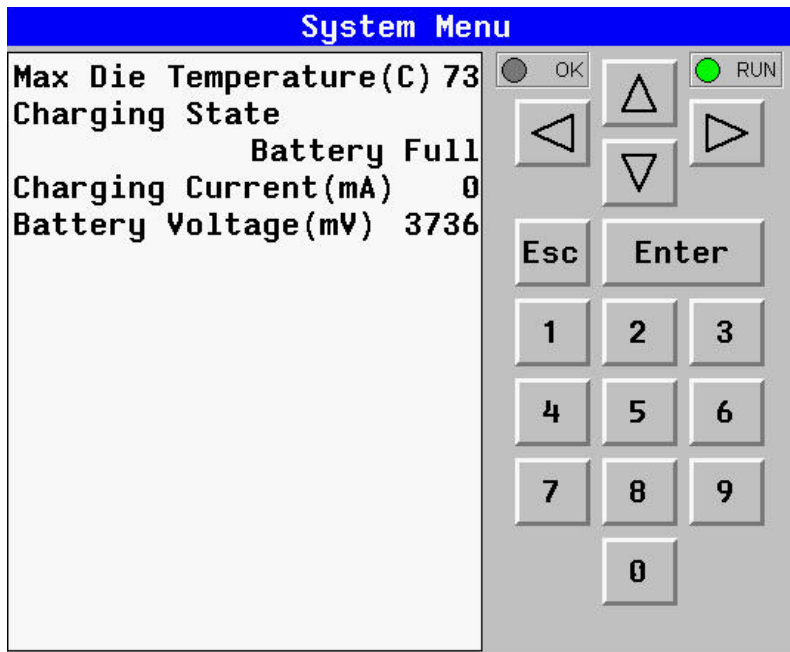 System Menu
Max Die Temperature(C) 73
Charging State
Battery Full
Charging Current(mA) 0
Battery Voltage(mV) 3736
OK
RUN
Esc
Enter
1
2
3
4
5
6
7
8
9
0